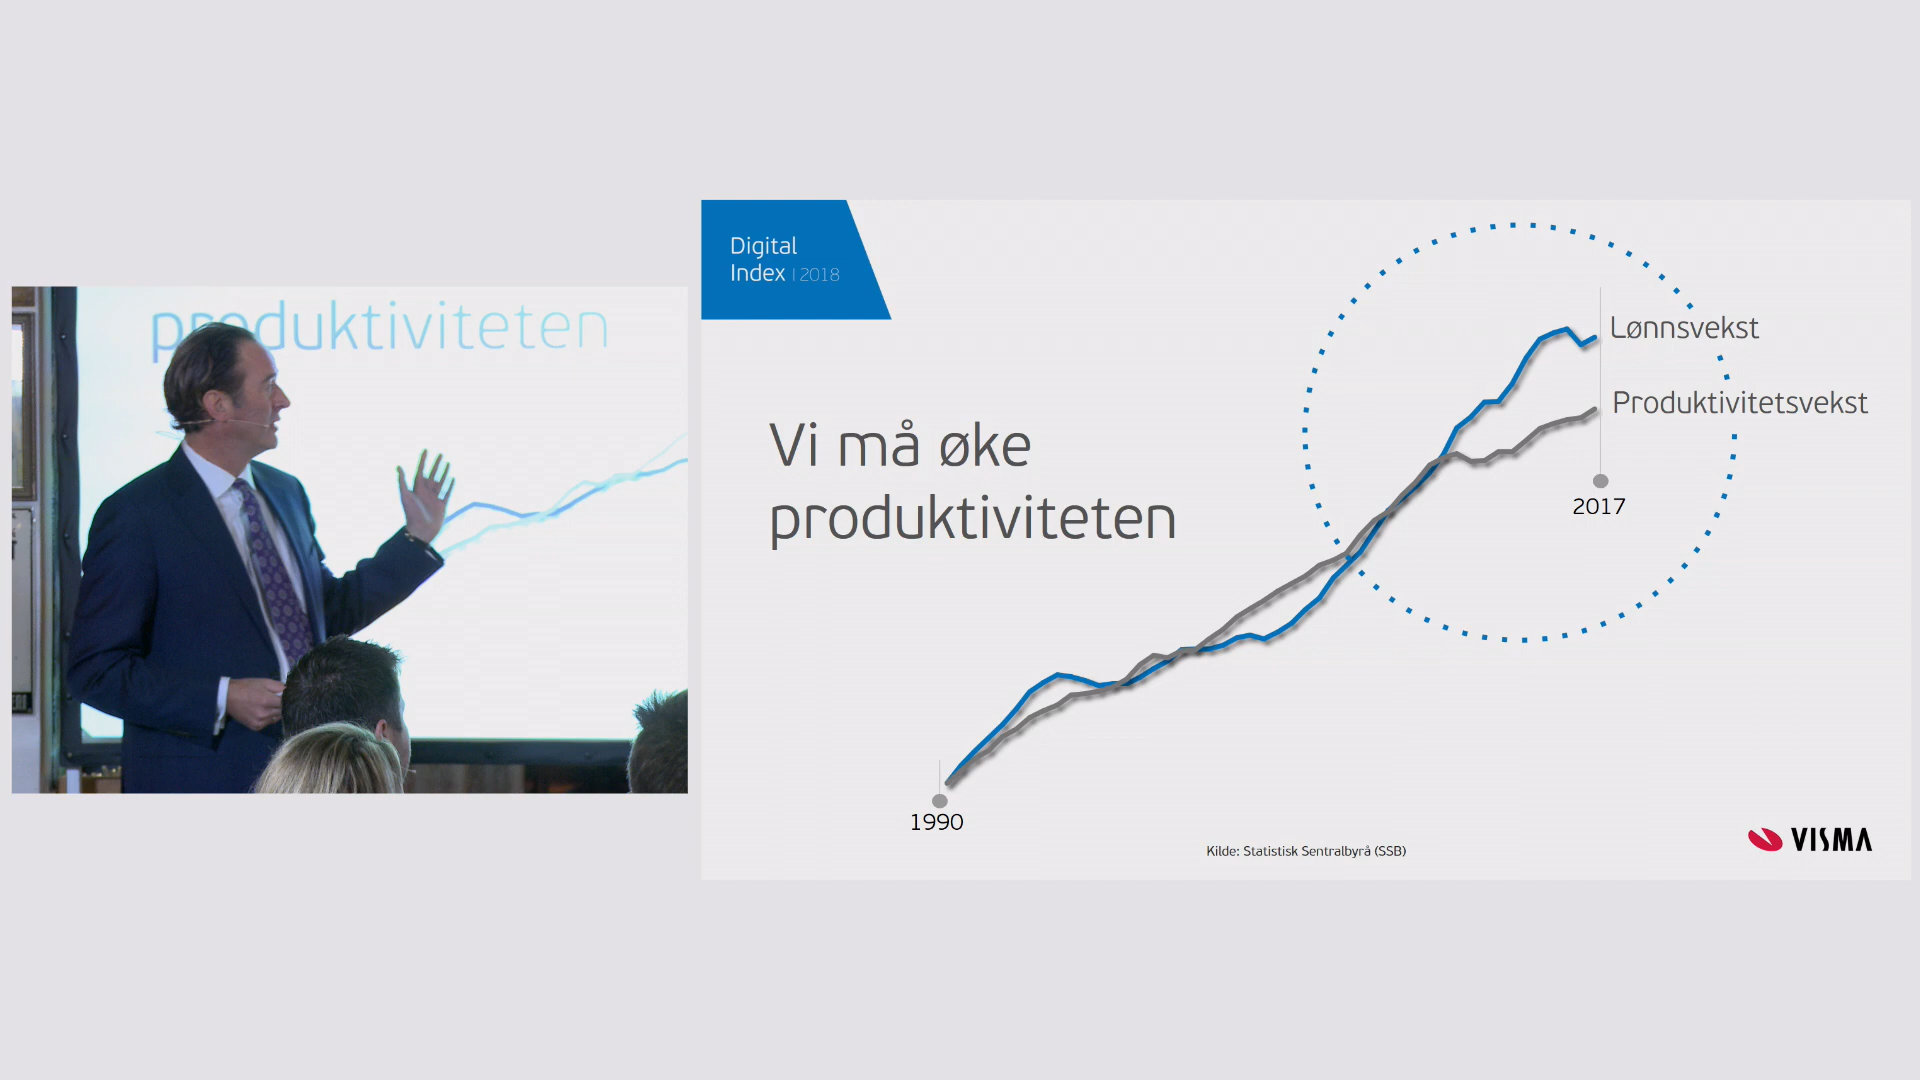 produktiviteten
Digital
Index | 2018
Vi må øke
produktiviteten
Lønnsvekst
Produktivitetsvekst
2017
1990
Kilde: Statistisk Sentralbyrå (SSB)
VISMA